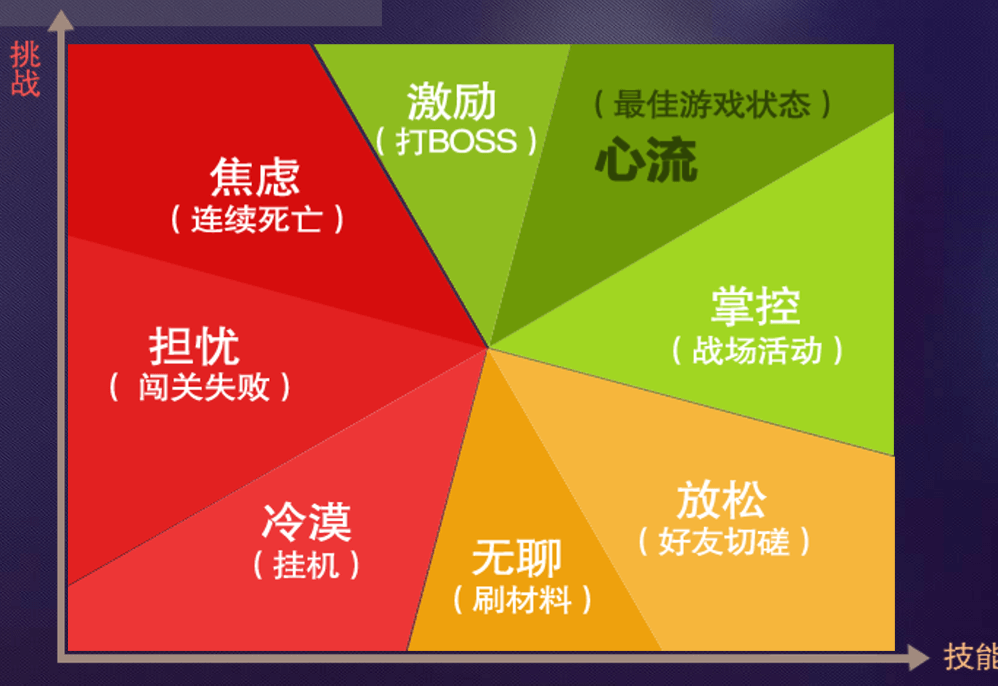 挑战
激励
（打BOSS）
（最佳游戏状态）
心流
焦虑
（连续死亡）
掌控
（战场活动）
担忧
（ 闯关失败）
放松
（好友切磋）
冷漠
（挂机）
无聊
（刷材料）
技能